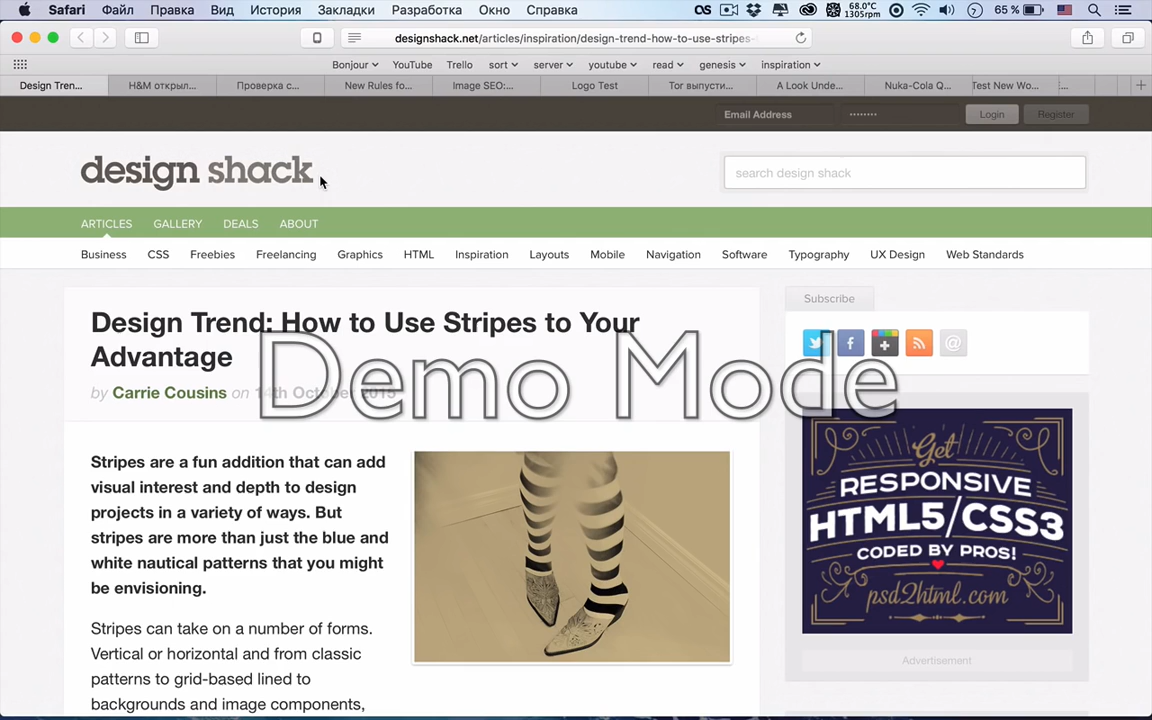 Safari Файл Правка Вид История Закладки Разработка Окно Справка
68.0°C
1305rpm
65 %
designshack.net/articles/inspiration/design-trend-how-to-use-stripes-
Bonjour YouTube Trello sort server youtube read genesis inspiration
Design Tren... H&M открыл... Проверка с... New Rules fo... Image SEO:... Logo Test Tor выпусти... A Look Unde... Nuka-Cola Q... Test New Wo...
Email Address Login Register
design shack
search design shack
ARTICLES GALLERY DEALS ABOUT
Business CSS Freebies Freelancing Graphics HTML Inspiration Layouts Mobile Navigation Software Typography UX Design Web Standards
Design Trend: How to Use Stripes to Your
Advantage
by Carrie Cousins on 14th October 2015
Demo Mode
Stripes are a fun addition that can add
visual interest and depth to design
projects in a variety of ways. But
stripes are more than just the blue and
white nautical patterns that you might
be envisioning.
Stripes can take on a number of forms.
Vertical or horizontal and from classic
patterns to grid-based lined to
backgrounds and image components,
Subscribe
Get
RESPONSIVE
HTML5/CSS3
CODED BY PROS!
psd2html.com
Advertisement